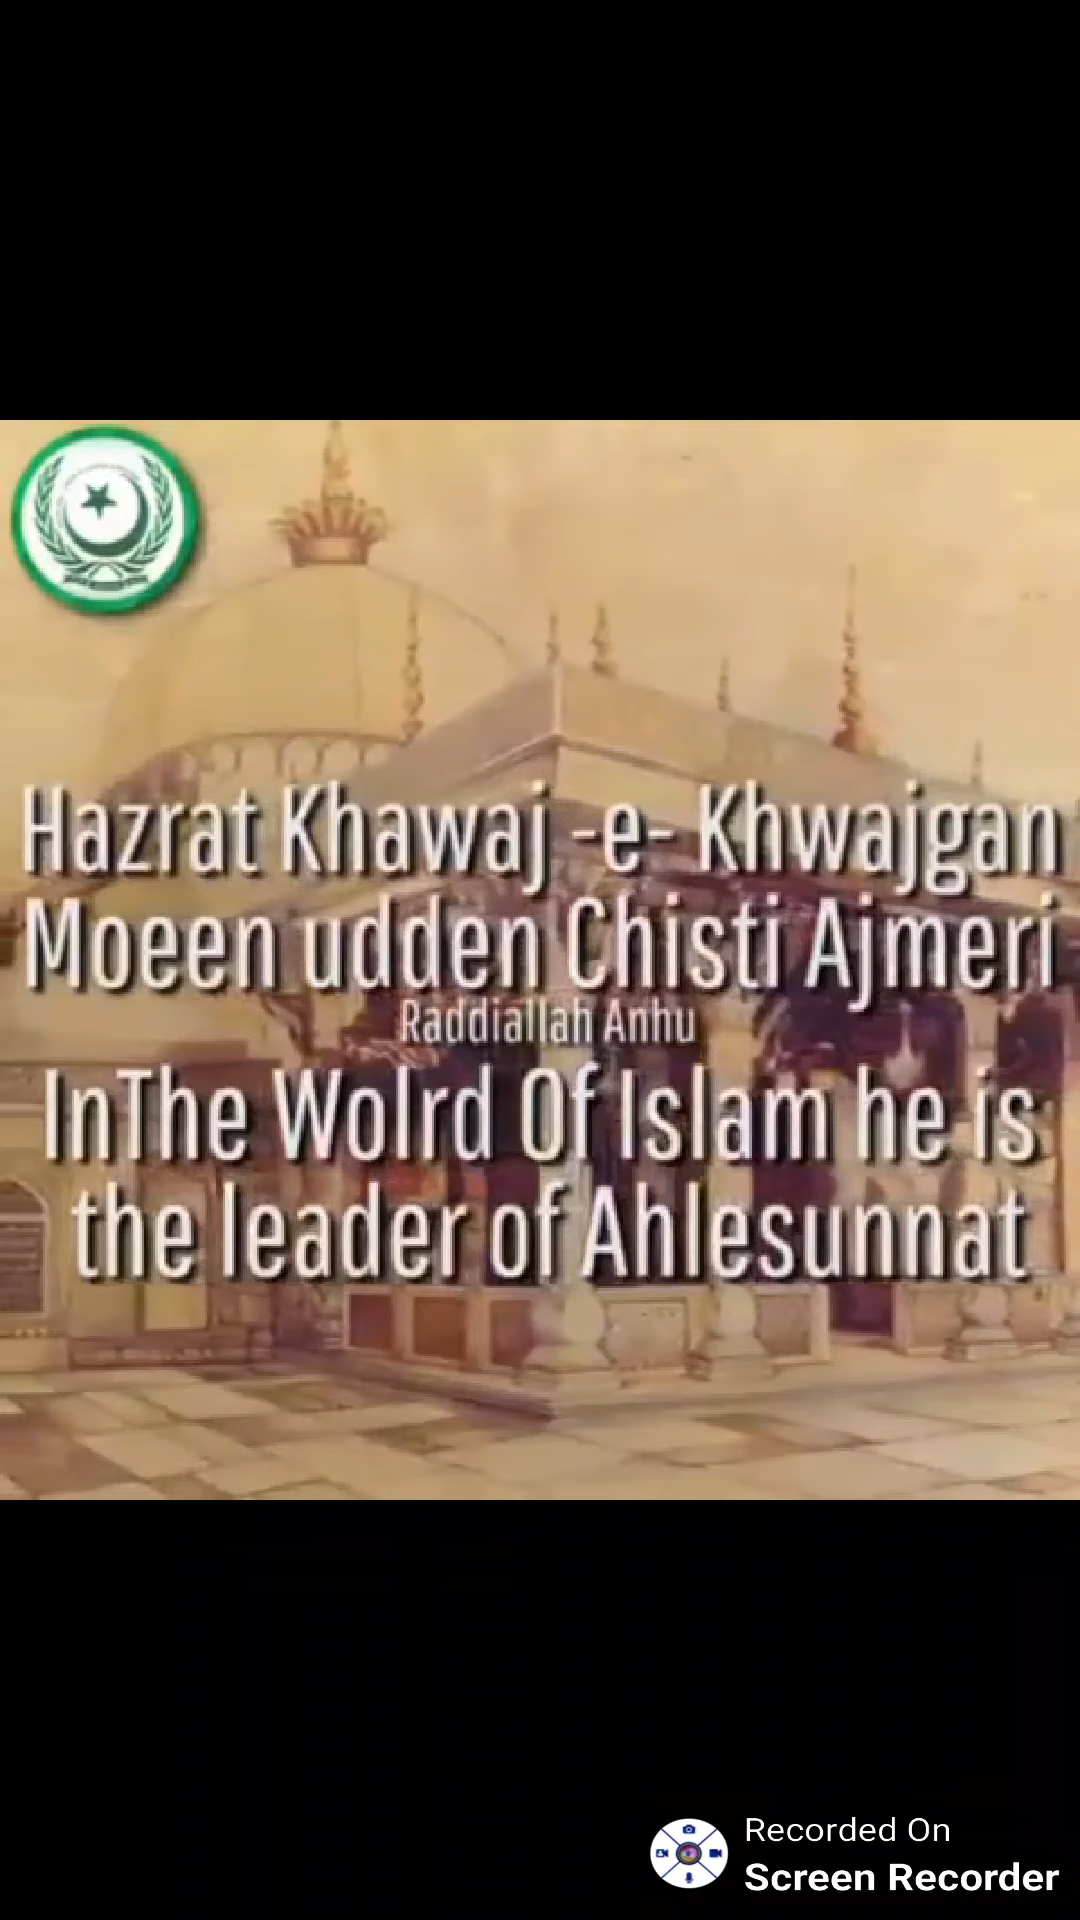 Hazrat Khawaj -e- Khwajgan
Moeen udden Chisti Ajmeri
Raddiallah Anhu
InThe Wolrd Of Islam he is
the leader of Ahlesunnat
Recorded On
Screen Recorder